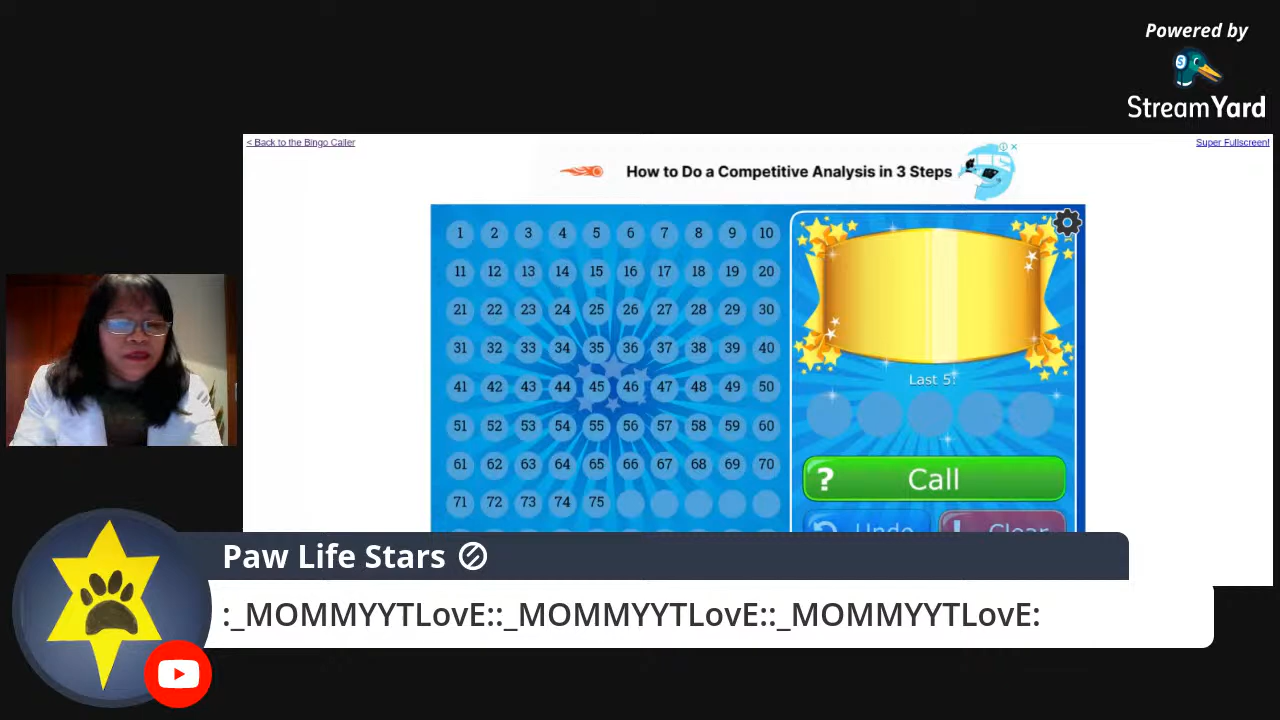 Powered by
StreamYard
< Back to the Bingo Caller
Super Fullscreen!
How to Do a Competitive Analysis in 3 Steps
1 2 3 4 5 6 7 8 9 10
11 12 13 14 15 16 17 18 19 20
21 22 23 24 25 26 27 28 29 30
31 32 33 34 35 36 37 38 39 40
41 42 43 44 45 46 47 48 49 50
51 52 53 54 55 56 57 58 59 60
61 62 63 64 65 66 67 68 69 70
71 72 73 74 75
Last 5:
? Call
Undo
! Clear
Paw Life Stars
:_MOMMYYTLovE::_MOMMYYTLovE::_MOMMYYTLovE: